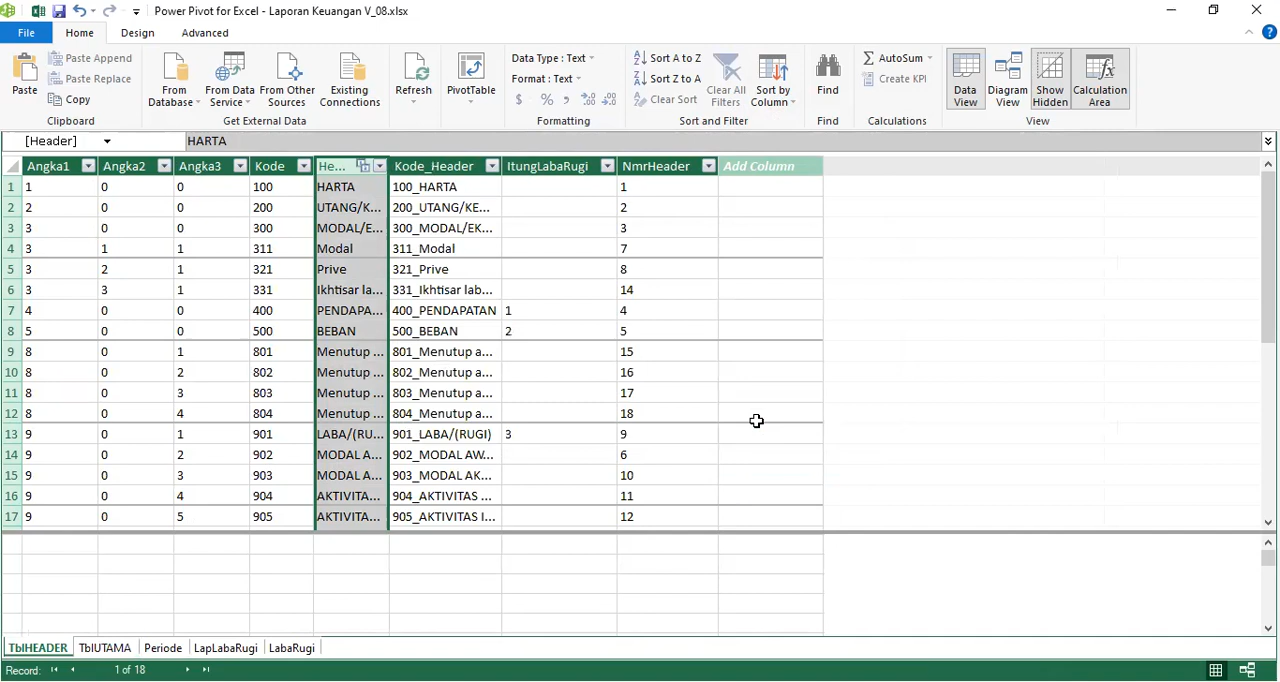 Power Pivot for Excel - Laporan Keuangan V_08.xlsx
File Home Design Advanced
Paste
Paste Append
Paste Replace
Copy
Clipboard
From Database
From Data Service
From Other Sources
Existing Connections
Get External Data
Refresh
PivotTable
Data Type : Text
Format : Text
$ % ,
Formatting
Sort A to Z
Sort Z to A
Clear Sort
Clear All Filters
Sort by Column
Sort and Filter
Find
Find
AutoSum
Create KPI
Calculations
Data View
Diagram View
Show Hidden
Calculation Area
View
[Header] HARTA
Angka1 Angka2 Angka3 Kode He... Kode_Header ItungLabaRugi NmrHeader Add Column
1 1 0 0 100 HARTA 100_HARTA 1
2 2 0 0 200 UTANG/K... 200_UTANG/KE... 2
3 3 0 0 300 MODAL/E... 300_MODAL/EK... 3
4 3 1 1 311 Modal 311_Modal 7
5 3 2 1 321 Prive 321_Prive 8
6 3 3 1 331 Ikhtisar la... 331_Ikhtisar lab... 14
7 4 0 0 400 PENDAPA... 400_PENDAPATAN 1 4
8 5 0 0 500 BEBAN 500_BEBAN 2 5
9 8 0 1 801 Menutup ... 801_Menutup a... 15
10 8 0 2 802 Menutup ... 802_Menutup a... 16
11 8 0 3 803 Menutup ... 803_Menutup a... 17
12 8 0 4 804 Menutup ... 804_Menutup a... 18
13 9 0 1 901 LABA/(RU... 901_LABA/(RUGI) 3 9
14 9 0 2 902 MODAL A... 902_MODAL AW... 6
15 9 0 3 903 MODAL A... 903_MODAL AK... 10
16 9 0 4 904 AKTIVITA... 904_AKTIVITAS ... 11
17 9 0 5 905 AKTIVITA... 905_AKTIVITAS I... 12
TblHEADER TblUTAMA Periode LapLabaRugi LabaRugi
Record: 1 of 18